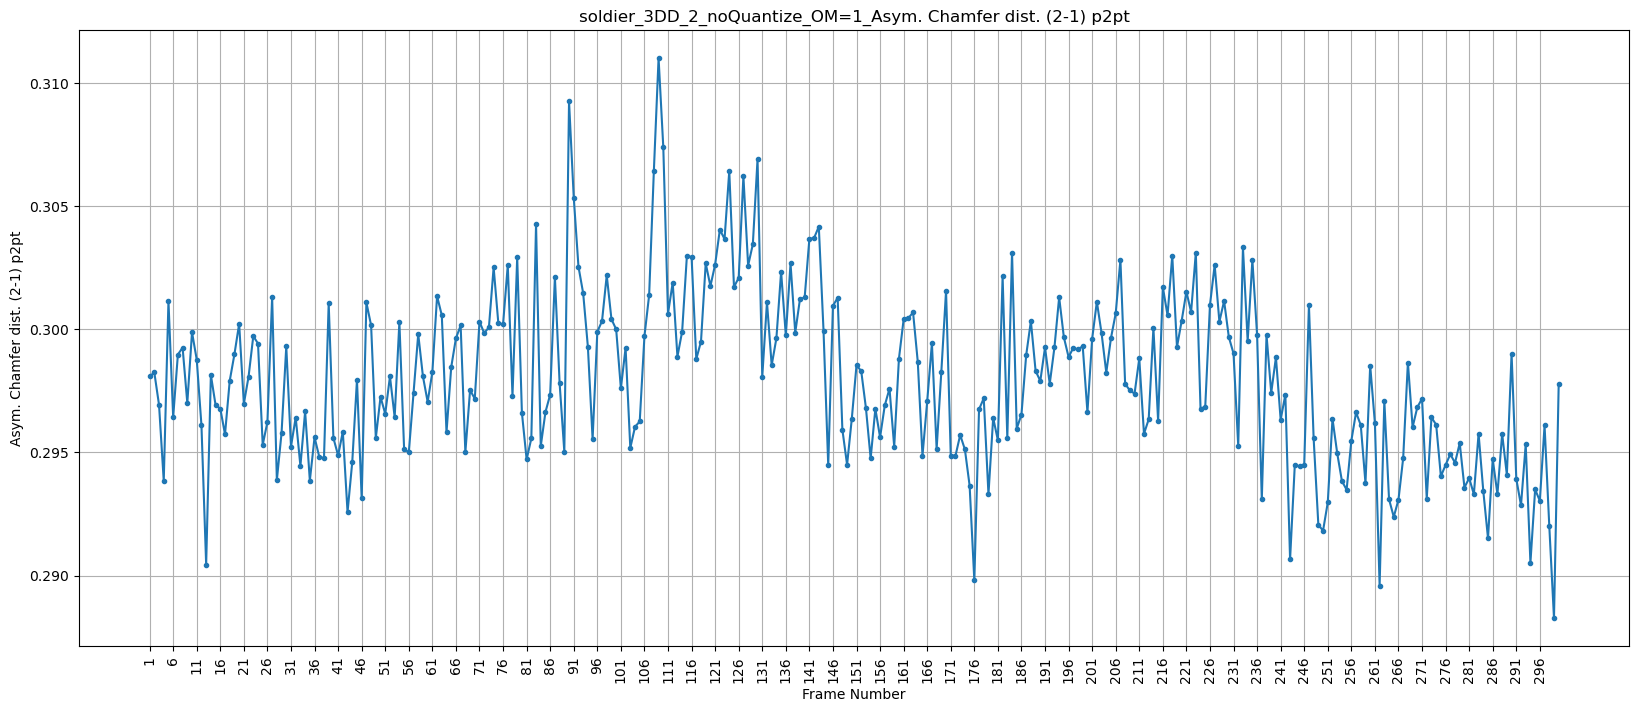 soldier_3DD_2_noQuantize_OM=1_Asym. Chamfer dist. (2-1) p2pt
0.310
0.305
0.300
0.295
0.290
Asym. Chamfer dist. (2-1) p2pt
1 6 11 16 21 26 31 36 41 46 51 56 61 66 71 76 81 86 91 96 101 106 111 116 121 126 131 136 141 146 151 156 161 166 171 176 181 186 191 196 201 206 211 216 221 226 231 236 241 246 251 256 261 266 271 276 281 286 291 296
Frame Number